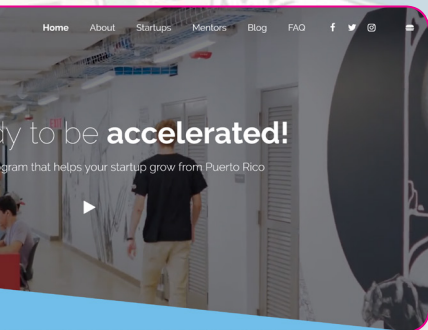 Home About Startups Mentors Blog FAQ
dy to be accelerated!
gram that helps your startup grow from Puerto Rico